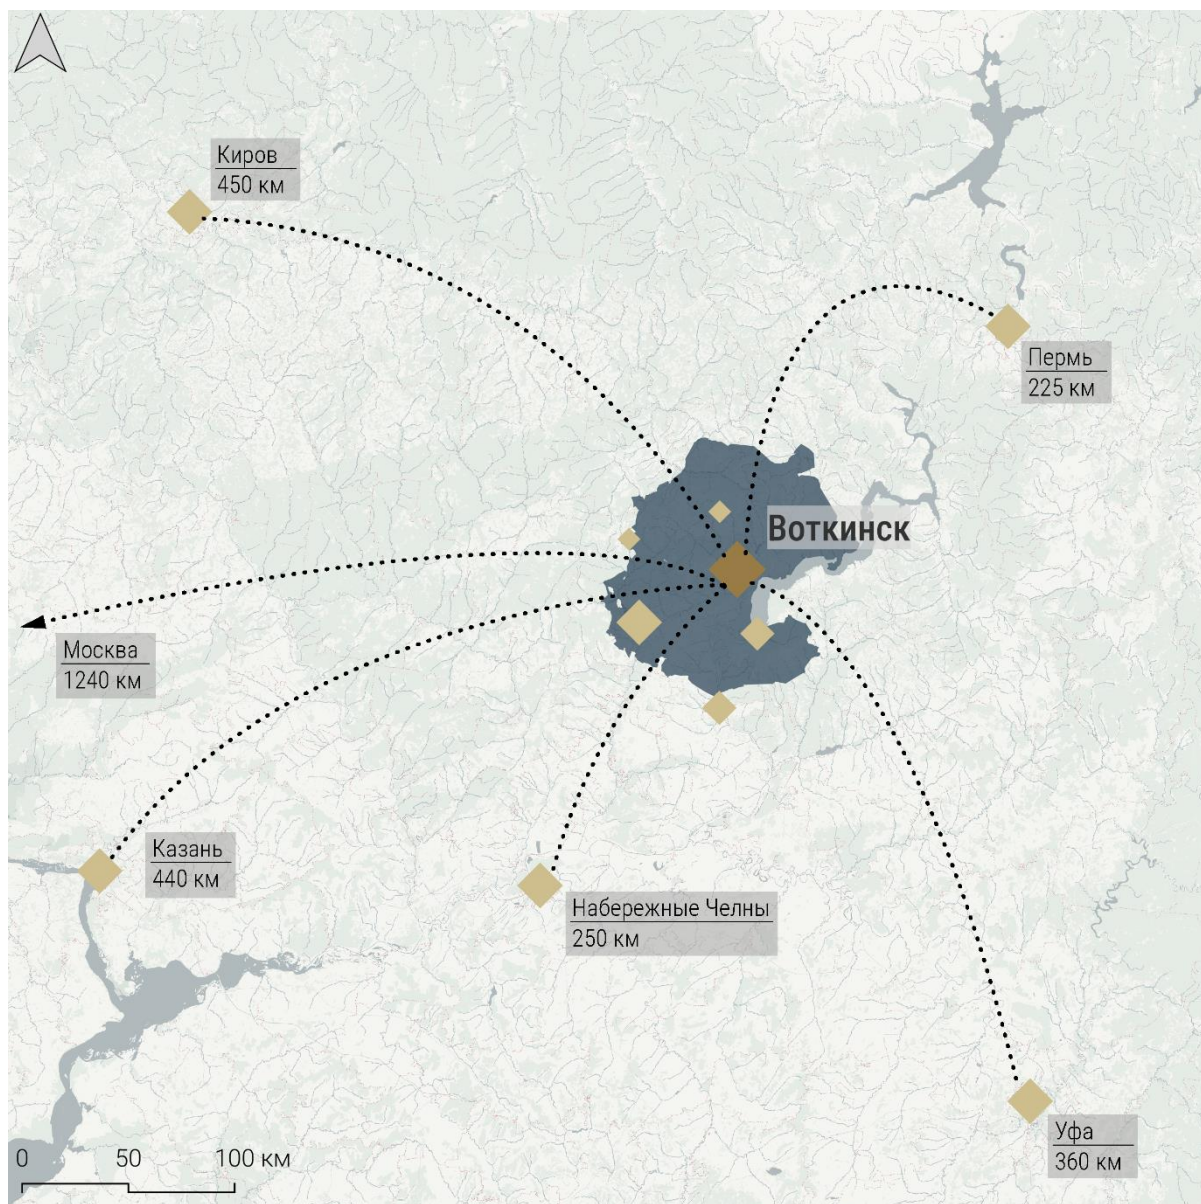 Киров
450 км
Пермь
225 км
Воткинск
Москва
1240 км
Казань
440 км
Набережные Челны
250 км
Уфа
360 км
0 50 100 км